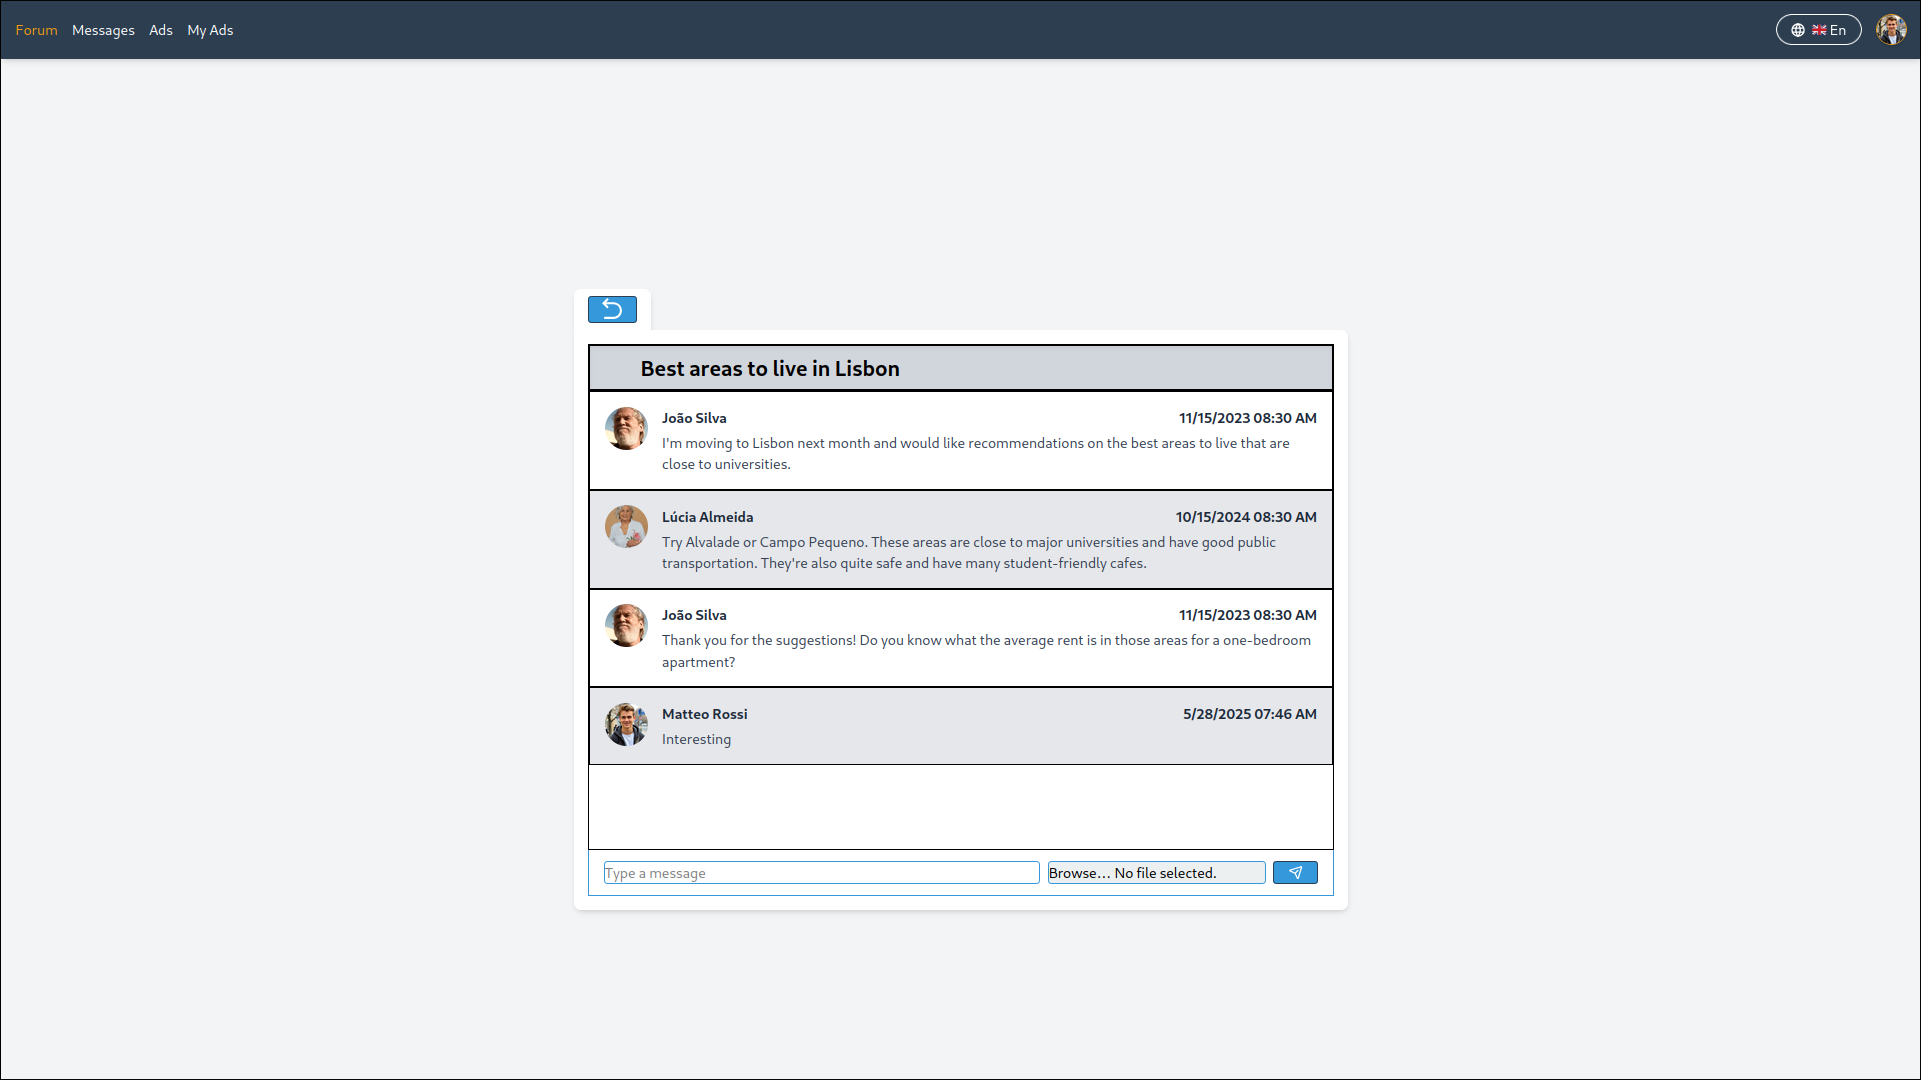 Forum Messages Ads My Ads En
Best areas to live in Lisbon
João Silva 11/15/2023 08:30 AM
I'm moving to Lisbon next month and would like recommendations on the best areas to live that are
close to universities.
Lúcia Almeida 10/15/2024 08:30 AM
Try Alvalade or Campo Pequeno. These areas are close to major universities and have good public
transportation. They're also quite safe and have many student-friendly cafes.
João Silva 11/15/2023 08:30 AM
Thank you for the suggestions! Do you know what the average rent is in those areas for a one-bedroom
apartment?
Matteo Rossi 5/28/2025 07:46 AM
Interesting
Type a message Browse... No file selected.